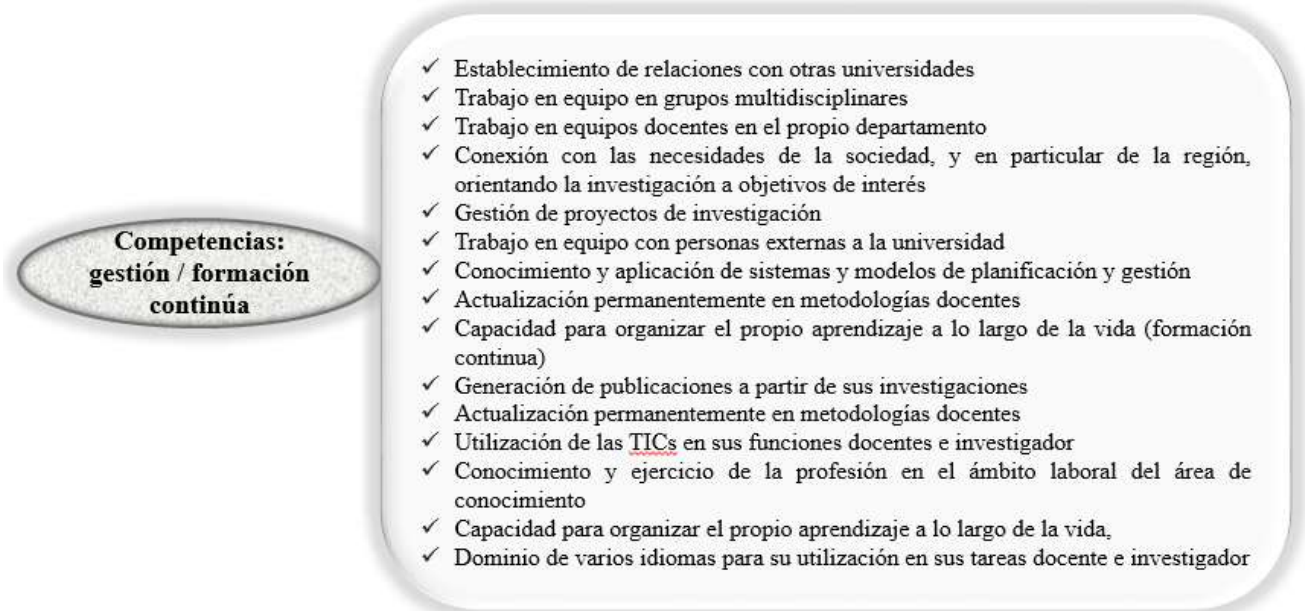 Competencias:
gestión / formación
continúa
✓ Establecimiento de relaciones con otras universidades
✓ Trabajo en equipo en grupos multidisciplinares
✓ Trabajo en equipos docentes en el propio departamento
✓ Conexión con las necesidades de la sociedad, y en particular de la región,
orientando la investigación a objetivos de interés
✓ Gestión de proyectos de investigación
✓ Trabajo en equipo con personas externas a la universidad
✓ Conocimiento y aplicación de sistemas y modelos de planificación y gestión
✓ Actualización permanentemente en metodologías docentes
✓ Capacidad para organizar el propio aprendizaje a lo largo de la vida (formación
continua)
✓ Generación de publicaciones a partir de sus investigaciones
✓ Actualización permanentemente en metodologías docentes
✓ Utilización de las TICs en sus funciones docentes e investigador
✓ Conocimiento y ejercicio de la profesión en el ámbito laboral del área de
conocimiento
✓ Capacidad para organizar el propio aprendizaje a lo largo de la vida,
✓ Dominio de varios idiomas para su utilización en sus tareas docente e investigador